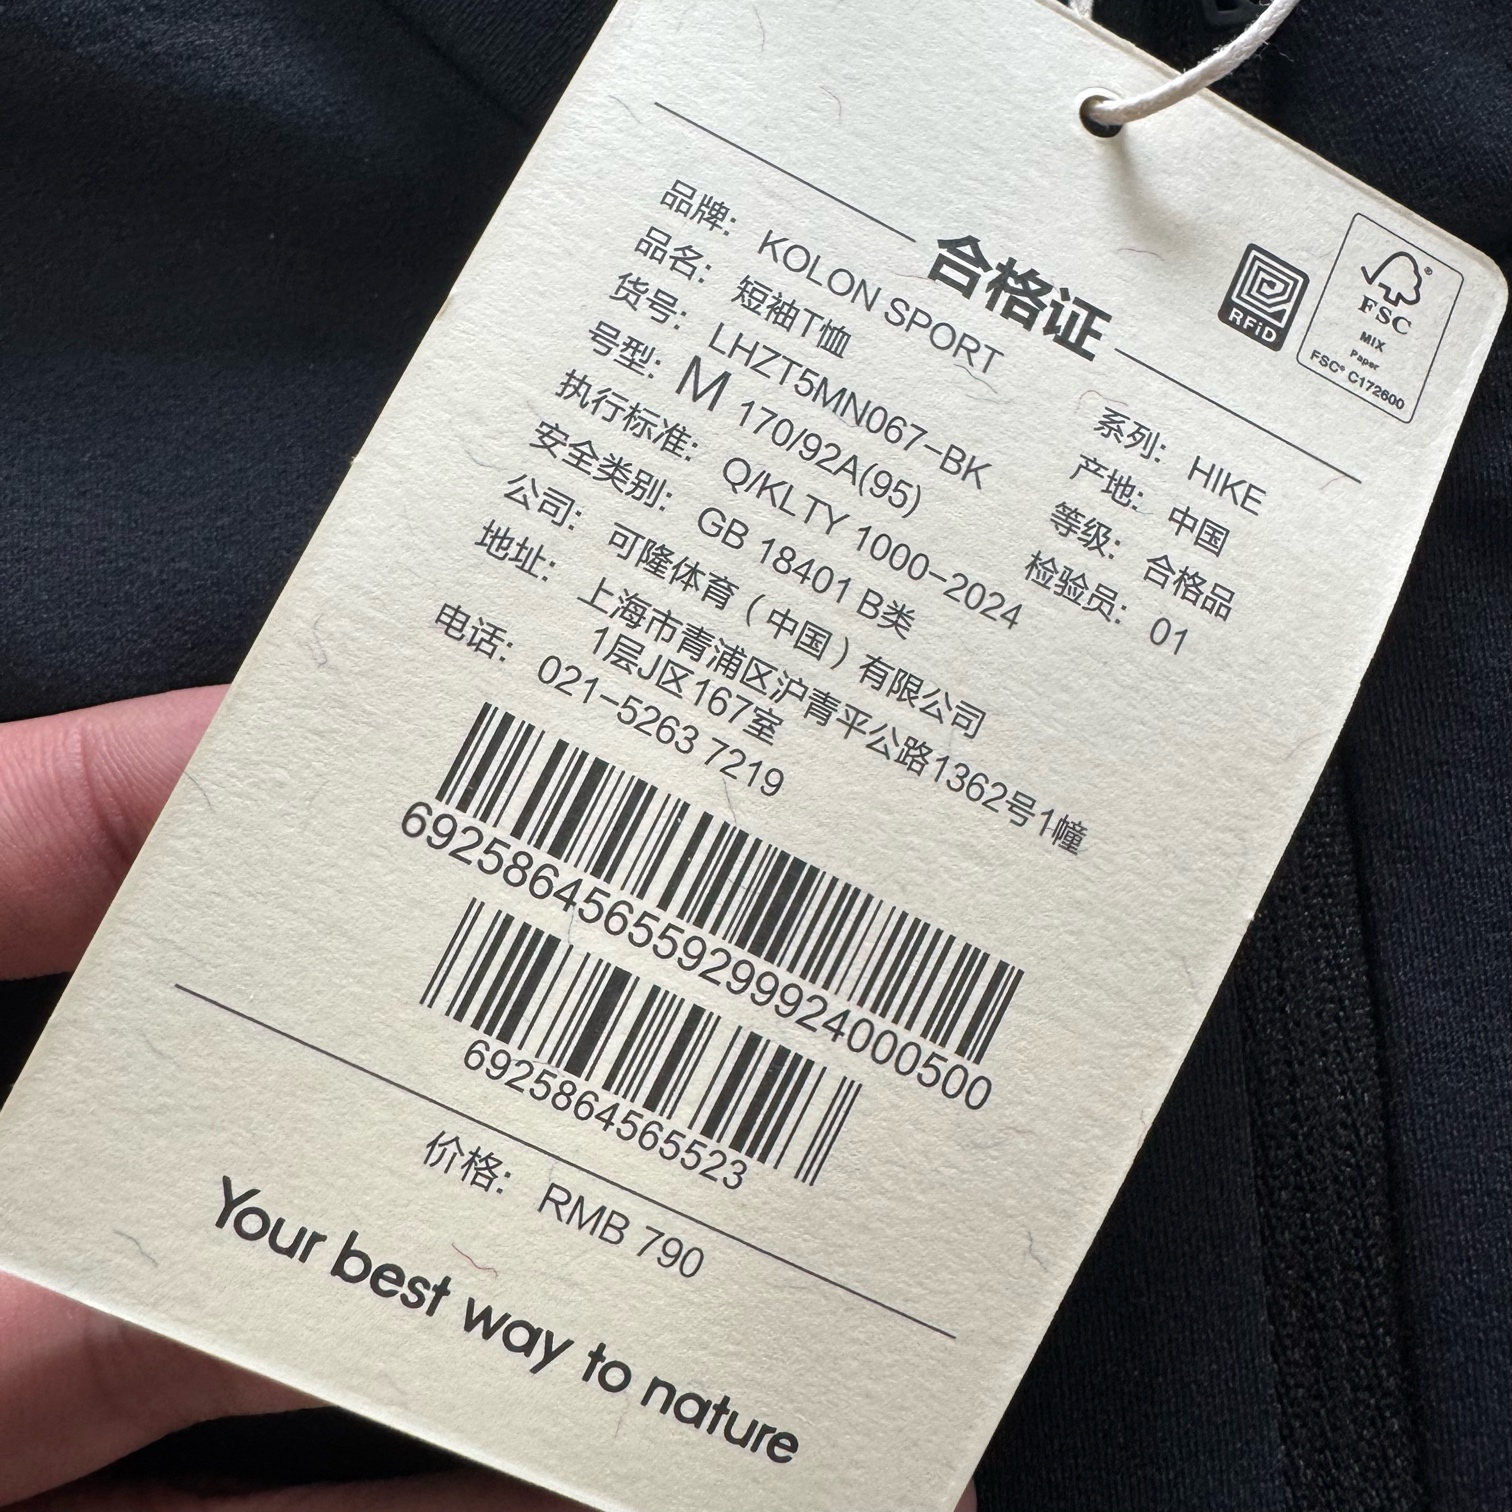 合格证
RFiD
FSC®
MIX
Paper
FSC® C172600
品牌: KOLON SPORT
品名: 短袖T恤
货号: LHZT5MN067-BK
号型: M 170/92A(95)
执行标准: Q/KLTY 1000-2024
安全类别: GB 18401 B类
系列: HIKE
产地: 中国
等级: 合格品
检验员: 01
公司: 可隆体育（中国）有限公司
地址: 上海市青浦区沪青平公路1362号1幢
1层J区167室
电话: 021-5263 7219
692586456559299924000500
6925864565523
价格: RMB 790
Your best way to nature